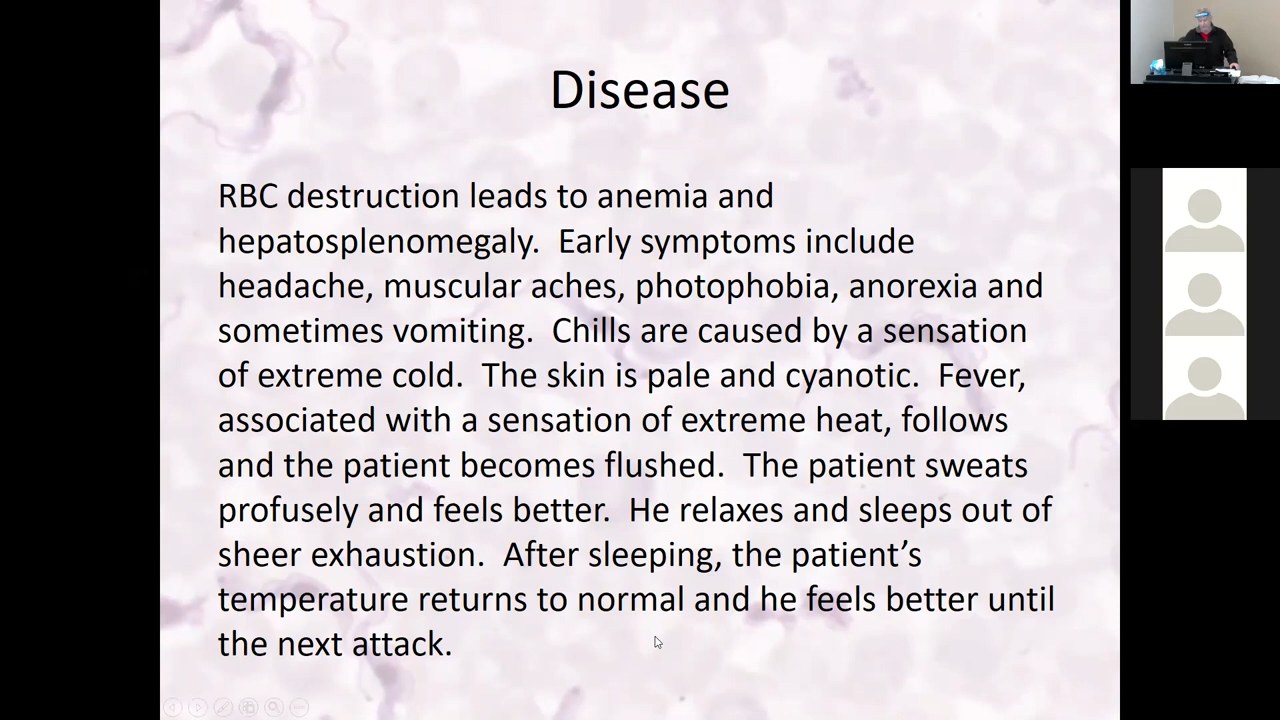 Disease
RBC destruction leads to anemia and
hepatosplenomegaly.  Early symptoms include
headache, muscular aches, photophobia, anorexia and
sometimes vomiting.  Chills are caused by a sensation
of extreme cold.  The skin is pale and cyanotic.  Fever,
associated with a sensation of extreme heat, follows
and the patient becomes flushed.  The patient sweats
profusely and feels better.  He relaxes and sleeps out of
sheer exhaustion.  After sleeping, the patient’s
temperature returns to normal and he feels better until
the next attack.